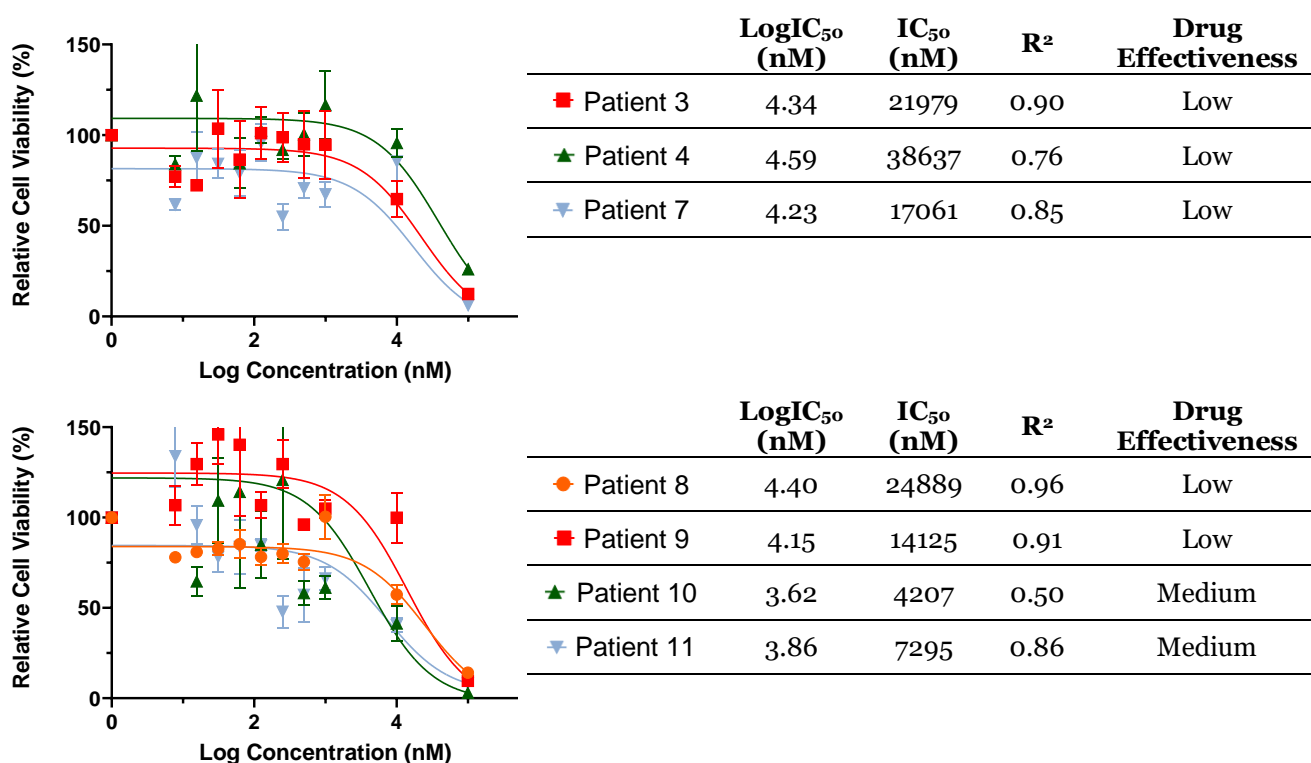 Relative Cell Viability (%)
150
100
50
0
0 2 4
Log Concentration (nM)
LogIC₅₀ (nM) IC₅₀ (nM) R² Drug Effectiveness
Patient 3 4.34 21979 0.90 Low
Patient 4 4.59 38637 0.76 Low
Patient 7 4.23 17061 0.85 Low
Relative Cell Viability (%)
150
100
50
0
0 2 4
Log Concentration (nM)
LogIC₅₀ (nM) IC₅₀ (nM) R² Drug Effectiveness
Patient 8 4.40 24889 0.96 Low
Patient 9 4.15 14125 0.91 Low
Patient 10 3.62 4207 0.50 Medium
Patient 11 3.86 7295 0.86 Medium